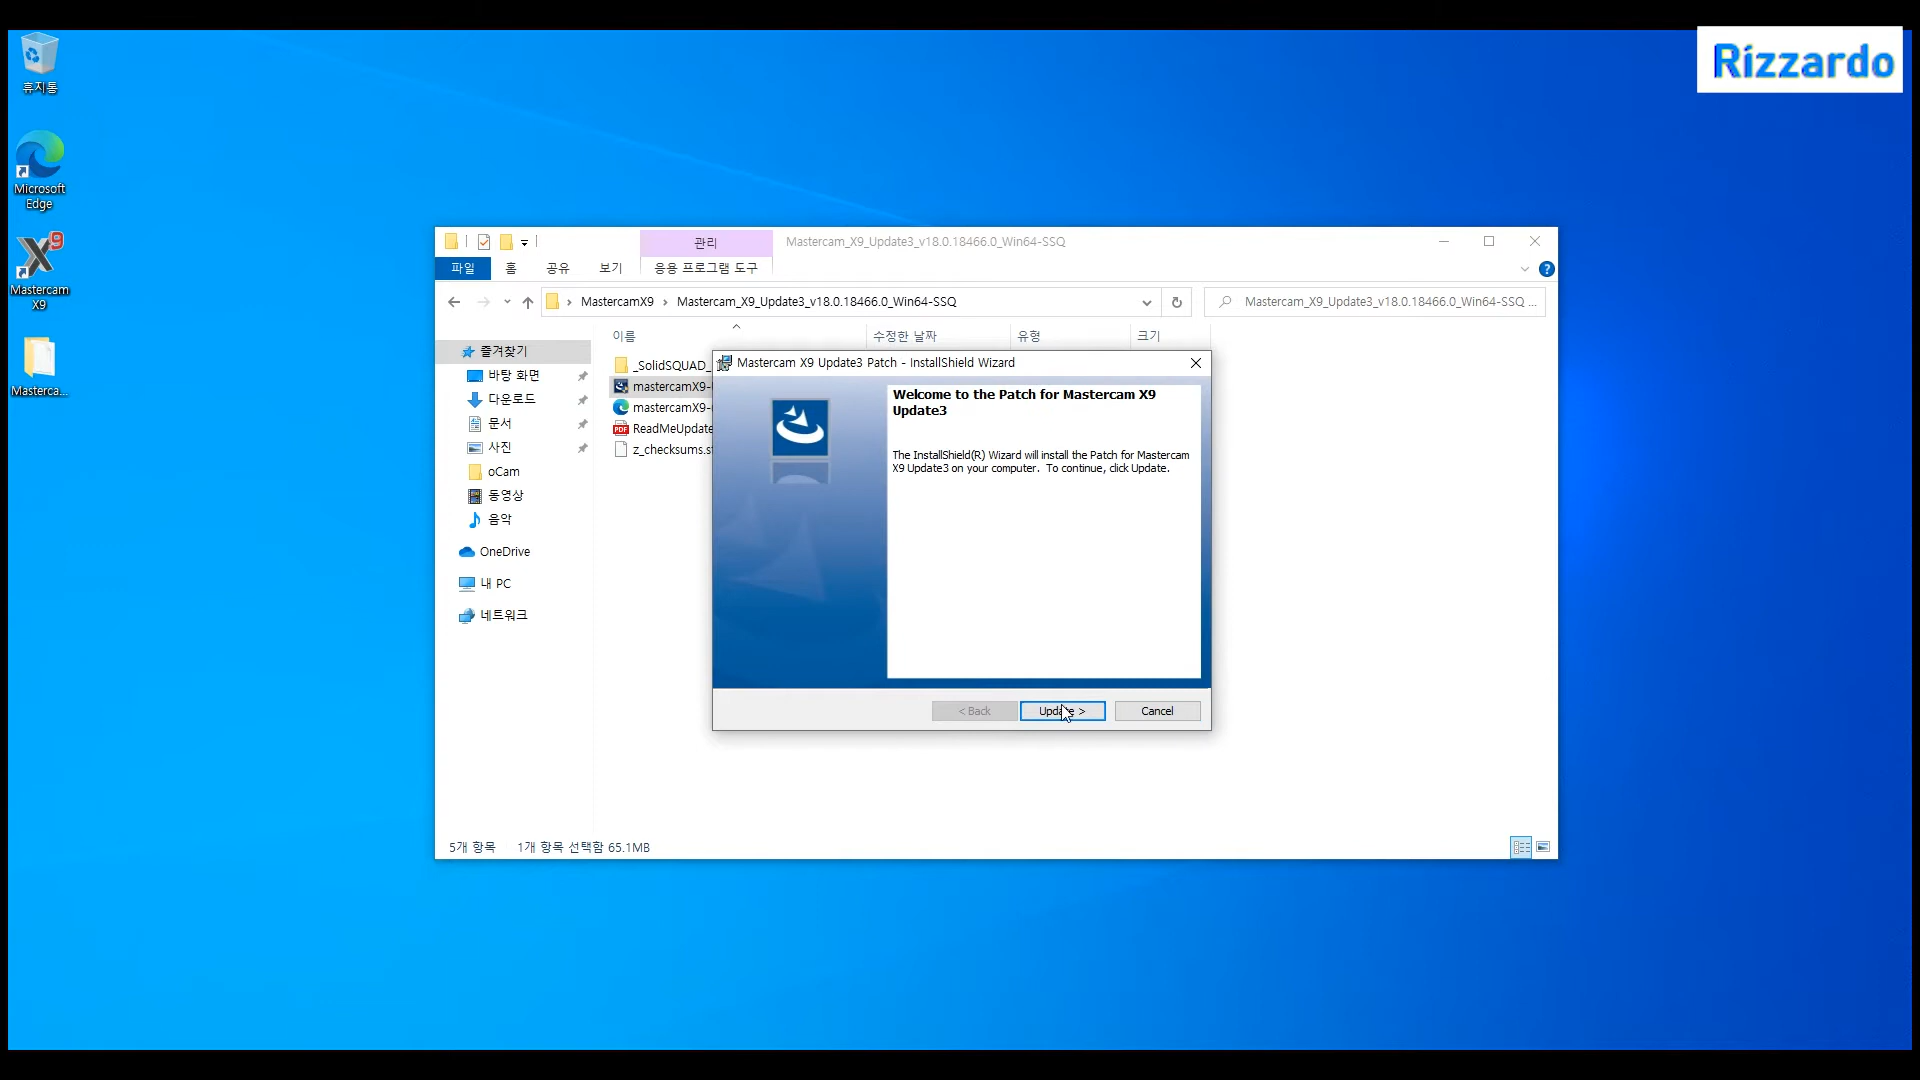 Rizzardo
휴지통
Microsoft
Edge
Mastercam
X9
Masterca...
관리
Mastercam_X9_Update3_v18.0.18466.0_Win64-SSQ
파일
홈
공유
보기
응용 프로그램 도구
MastercamX9 > Mastercam_X9_Update3_v18.0.18466.0_Win64-SSQ
Mastercam_X9_Update3_v18.0.18466.0_Win64-SSQ ...
이름
수정한 날짜
유형
크기
즐겨찾기
바탕 화면
다운로드
문서
사진
oCam
동영상
음악
OneDrive
내 PC
네트워크
_SolidSQUAD_
mastercamX9-
mastercamX9-
ReadMeUpdate
z_checksums.s
Mastercam X9 Update3 Patch - InstallShield Wizard
Welcome to the Patch for Mastercam X9
Update3
The InstallShield(R) Wizard will install the Patch for Mastercam
X9 Update3 on your computer. To continue, click Update.
< Back
Update >
Cancel
5개 항목
1개 항목 선택함 65.1MB